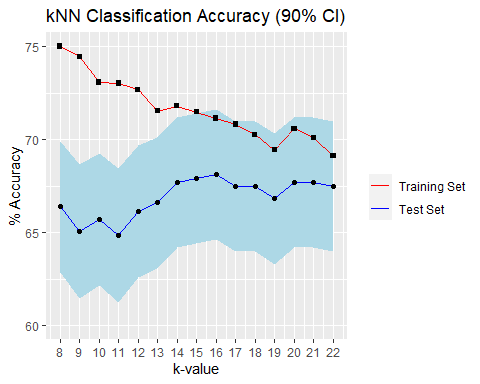 kNN Classification Accuracy (90% CI)
% Accuracy
75
70
65
60
8 9 10 11 12 13 14 15 16 17 18 19 20 21 22
k-value
Training Set
Test Set